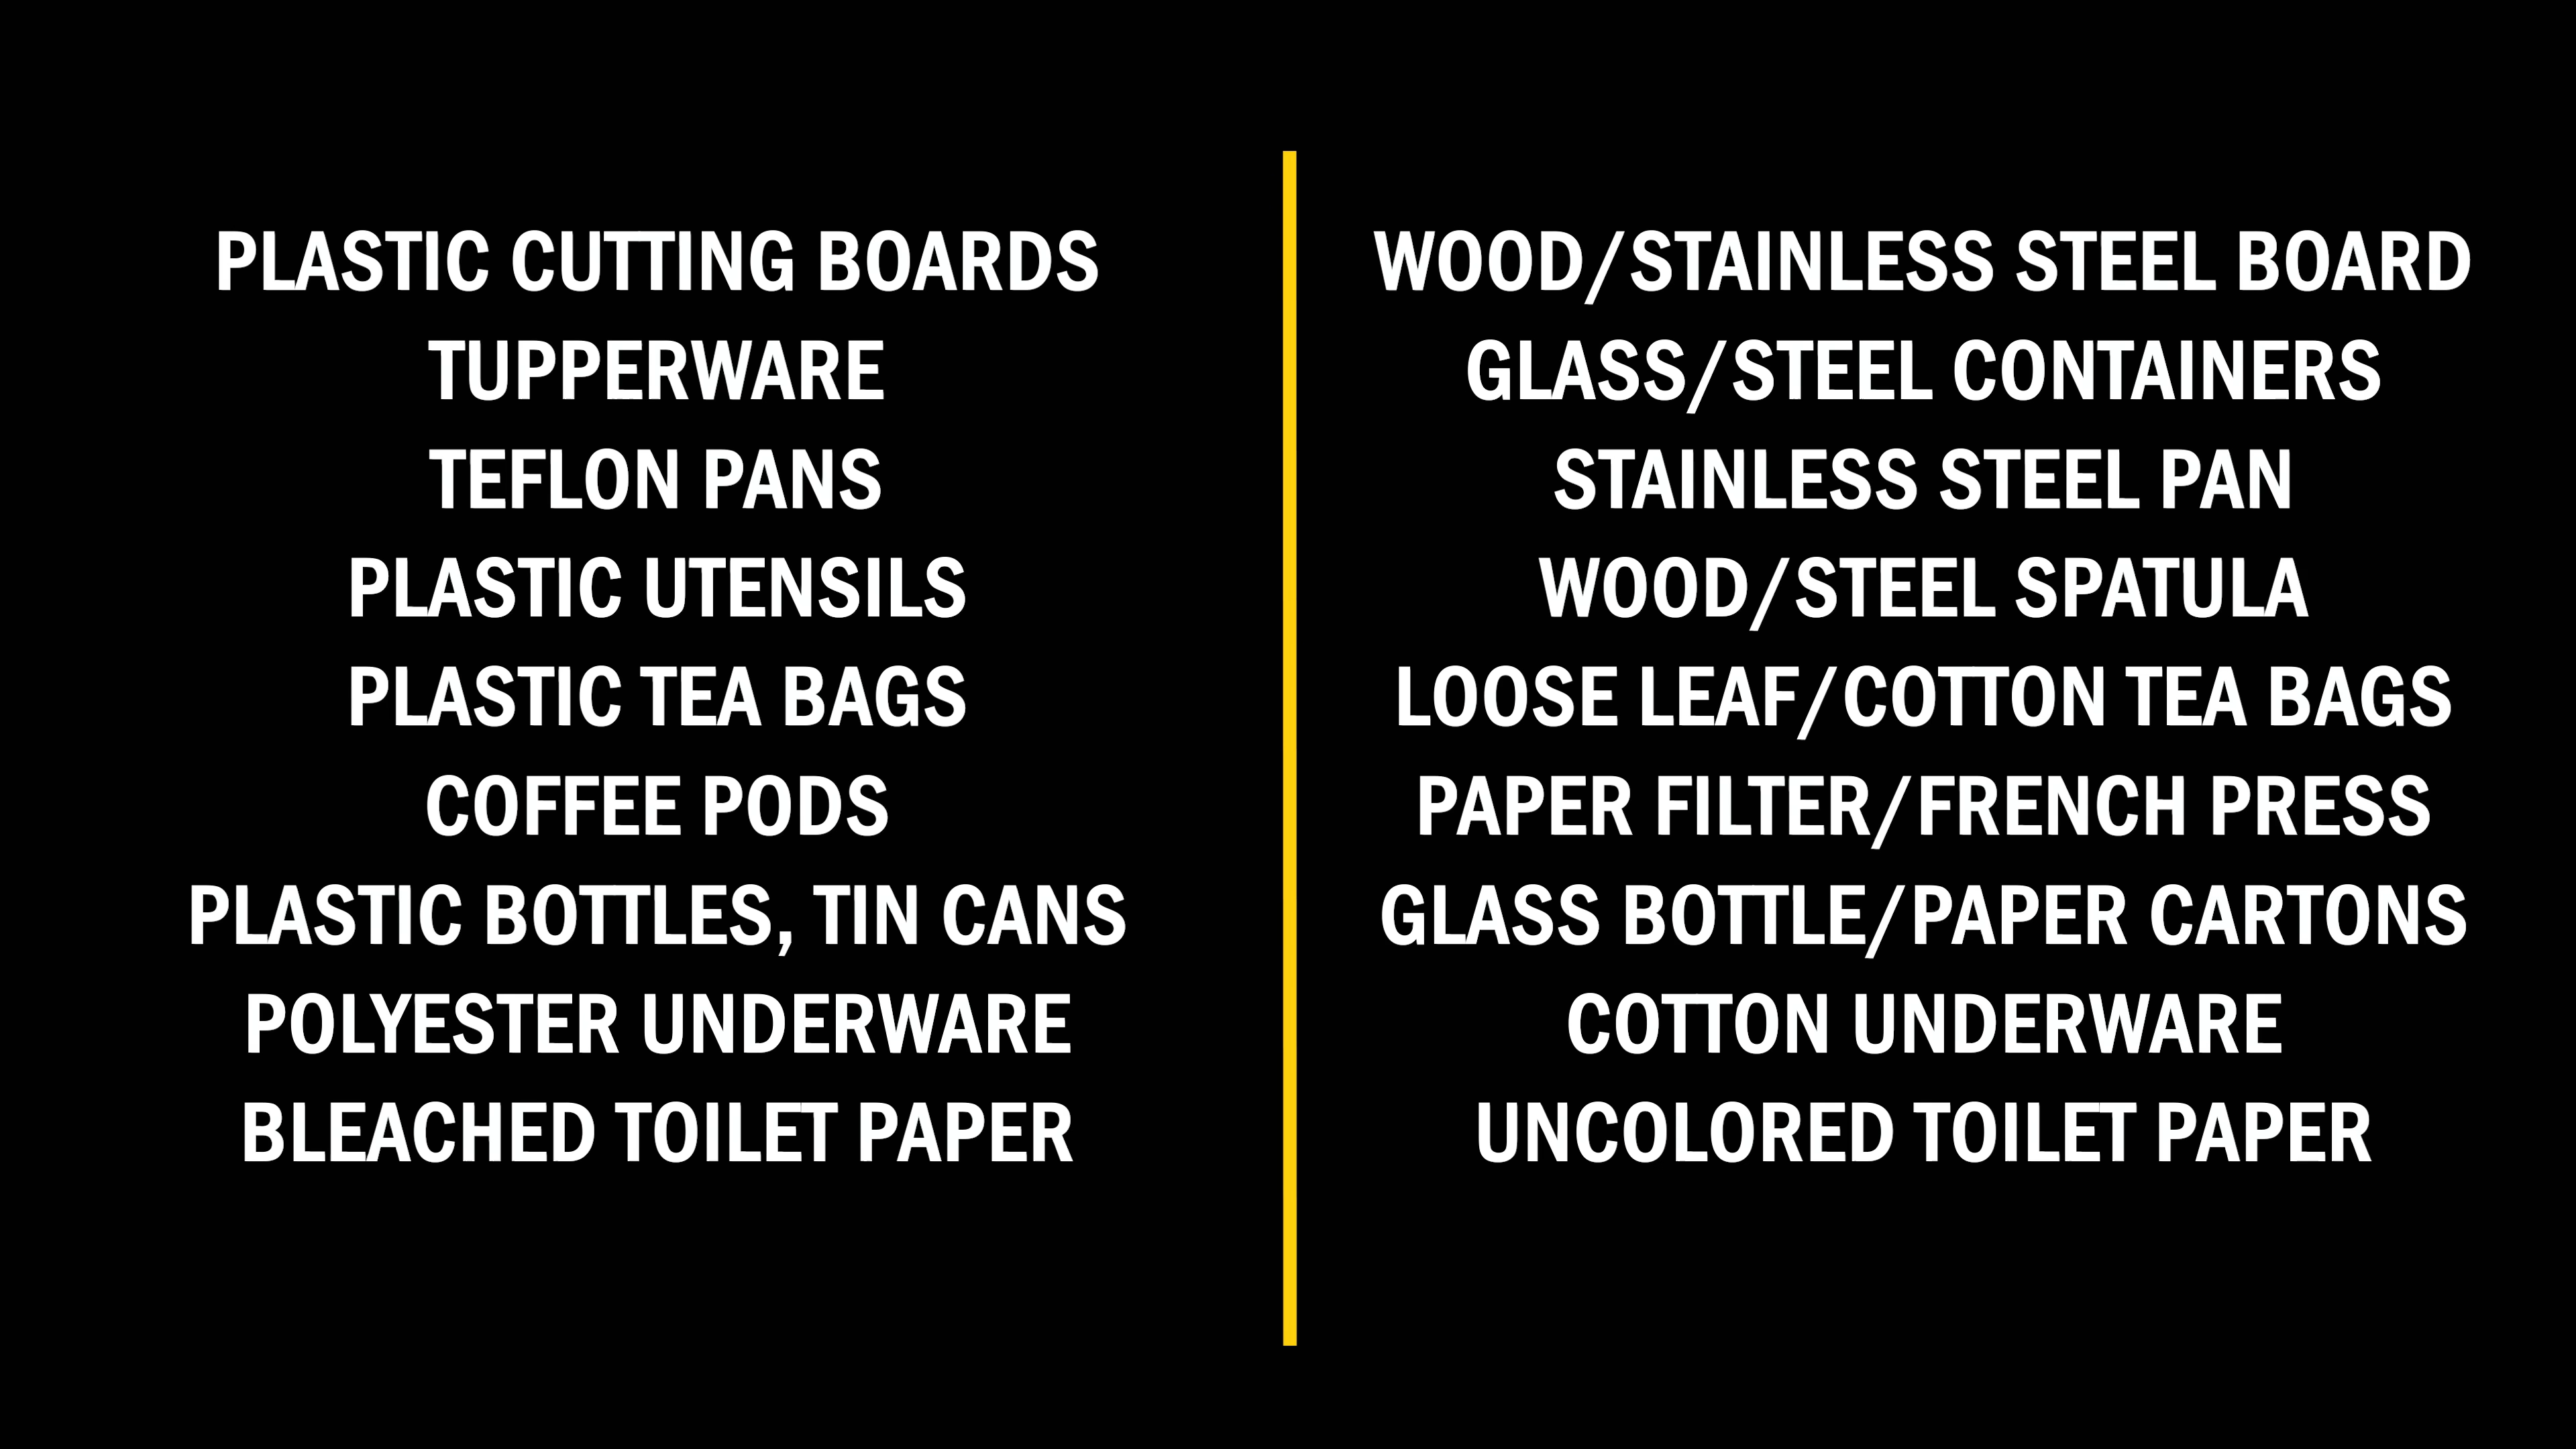 PLASTIC CUTTING BOARDS
TUPPERWARE
TEFLON PANS
PLASTIC UTENSILS
PLASTIC TEA BAGS
COFFEE PODS
PLASTIC BOTTLES, TIN CANS
POLYESTER UNDERWARE
BLEACHED TOILET PAPER
WOOD/STAINLESS STEEL BOARD
GLASS/STEEL CONTAINERS
STAINLESS STEEL PAN
WOOD/STEEL SPATULA
LOOSE LEAF/COTTON TEA BAGS
PAPER FILTER/FRENCH PRESS
GLASS BOTTLE/PAPER CARTONS
COTTON UNDERWARE
UNCOLORED TOILET PAPER